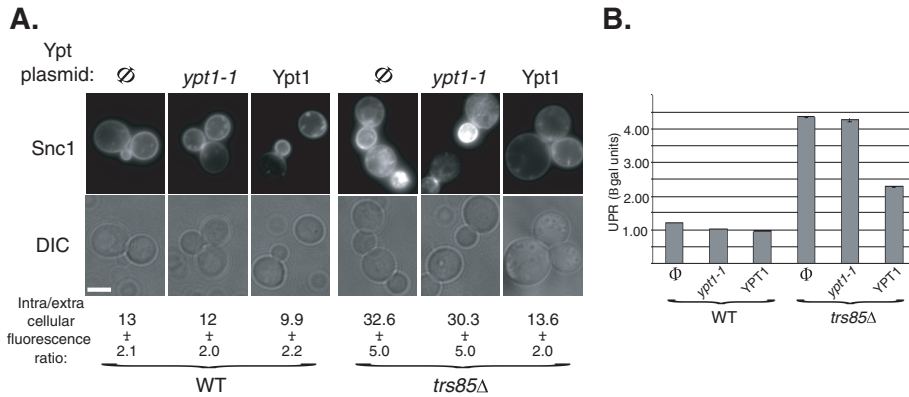 A.
Ypt
plasmid: Φ ypt1-1 Ypt1 Φ ypt1-1 Ypt1
Snc1
DIC
Intra/extra
cellular
fluorescence
ratio:
13 12 9.9 32.6 30.3 13.6
± ± ± ± ± ±
2.1 2.0 2.2 5.0 5.0 2.0
WT trs85Δ
B.
UPR (B gal units)
4.00
3.00
2.00
1.00
Φ ypt1-1 YPT1 Φ ypt1-1 YPT1
WT trs85Δ